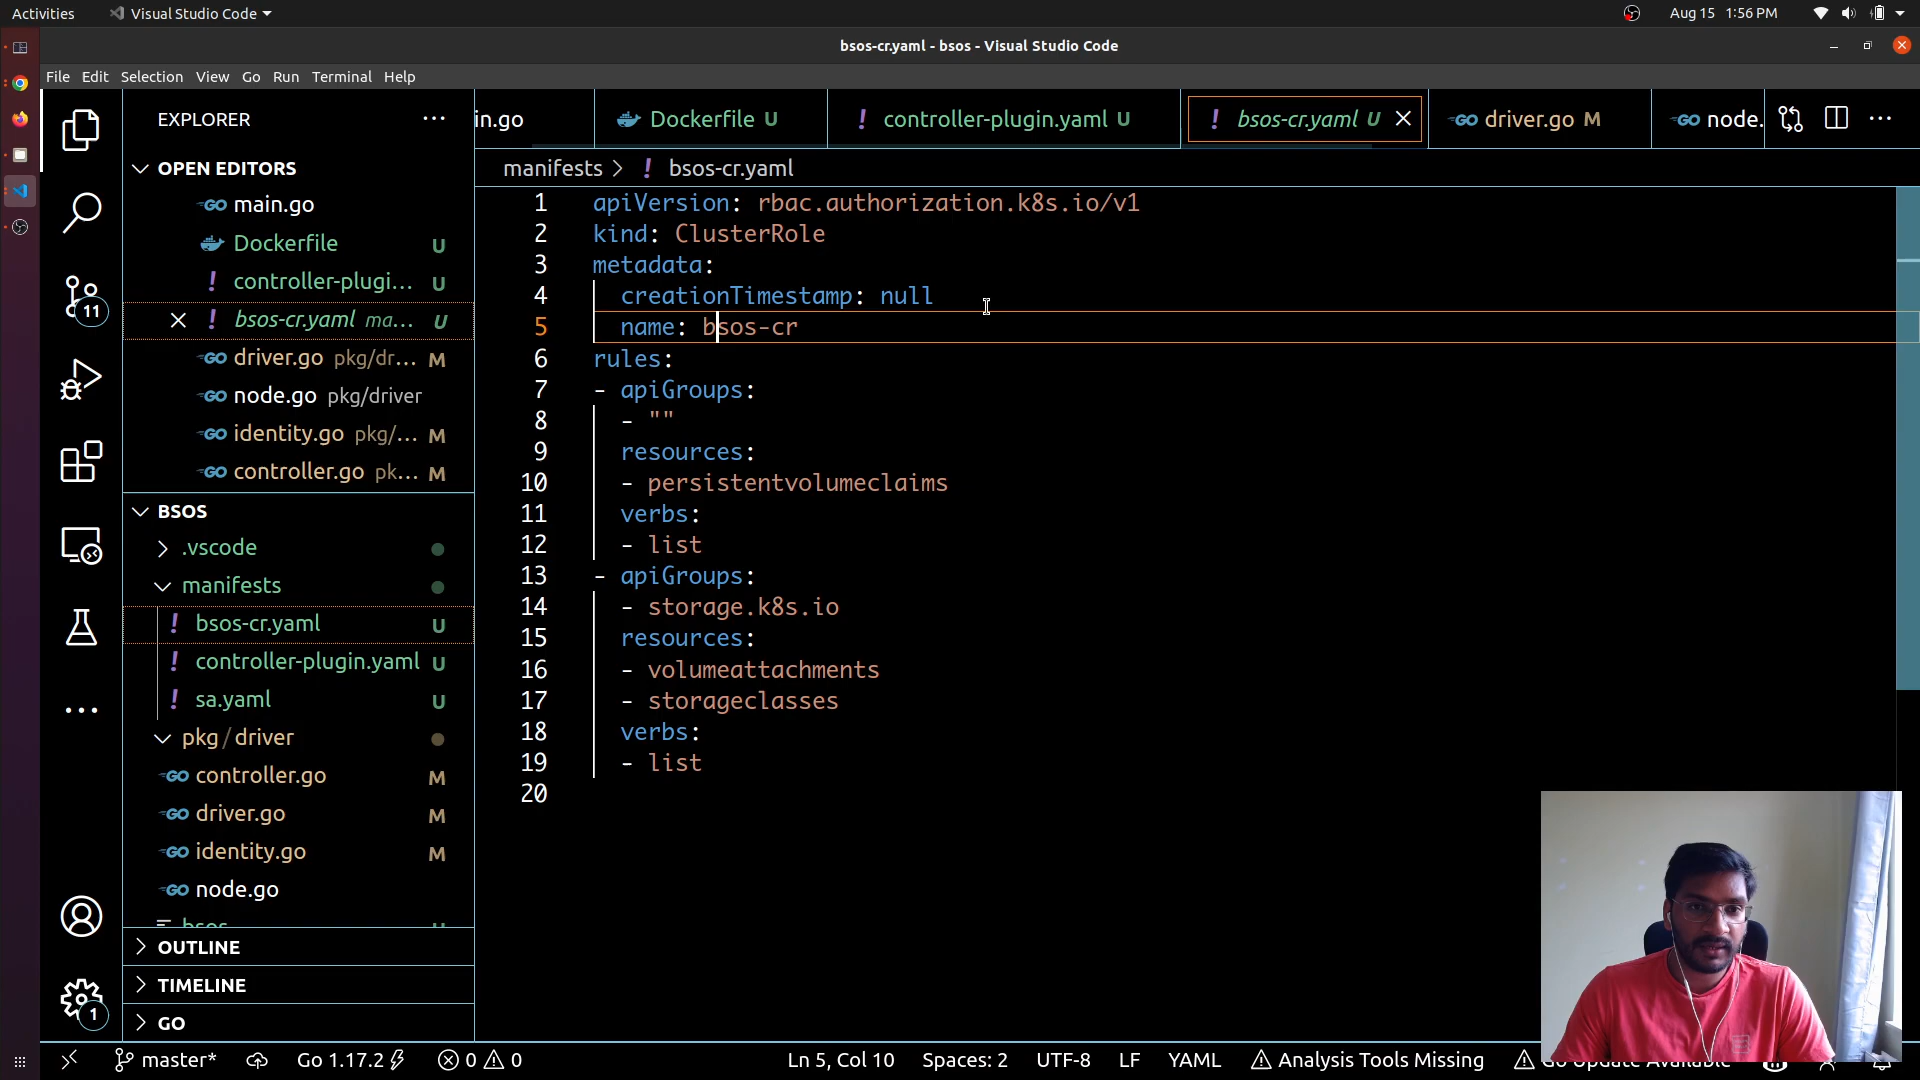 Activities Visual Studio Code Aug 15 1:56 PM
bsos-cr.yaml - bsos - Visual Studio Code
File Edit Selection View Go Run Terminal Help
EXPLORER ···
in.go Dockerfile U ! controller-plugin.yaml U ! bsos-cr.yaml U driver.go M node. ···
OPEN EDITORS
main.go
Dockerfile U
! controller-plugi... U
! bsos-cr.yaml ma... U
driver.go pkg/dr... M
node.go pkg/driver
identity.go pkg/... M
controller.go pk... M
BSOS
.vscode
manifests
! bsos-cr.yaml U
! controller-plugin.yaml U
! sa.yaml U
pkg/driver
controller.go M
driver.go M
identity.go M
node.go
bsos U
OUTLINE
TIMELINE
GO
11
1
manifests > ! bsos-cr.yaml
1 apiVersion: rbac.authorization.k8s.io/v1
2 kind: ClusterRole
3 metadata:
4 creationTimestamp: null
5 name: bsos-cr
6 rules:
7 - apiGroups:
8 - ""
9 resources:
10 - persistentvolumeclaims
11 verbs:
12 - list
13 - apiGroups:
14 - storage.k8s.io
15 resources:
16 - volumeattachments
17 - storageclasses
18 verbs:
19 - list
20
master* Go 1.17.2 0 0 Ln 5, Col 10 Spaces: 2 UTF-8 LF YAML Analysis Tools Missing Go Update Available